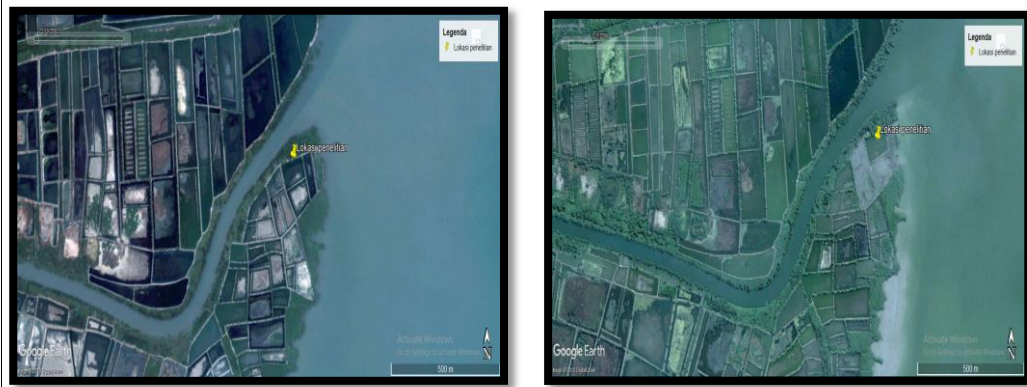 Legenda
Lokasi penelitian
Lokasi penelitian
Activate Windows
Go to Settings to activate Windows
Google Earth
N
500 m
Legenda
Lokasi penelitian
Lokasi penelitian
Activate Windows
Go to Settings to activate Windows
Google Earth
N
500 m